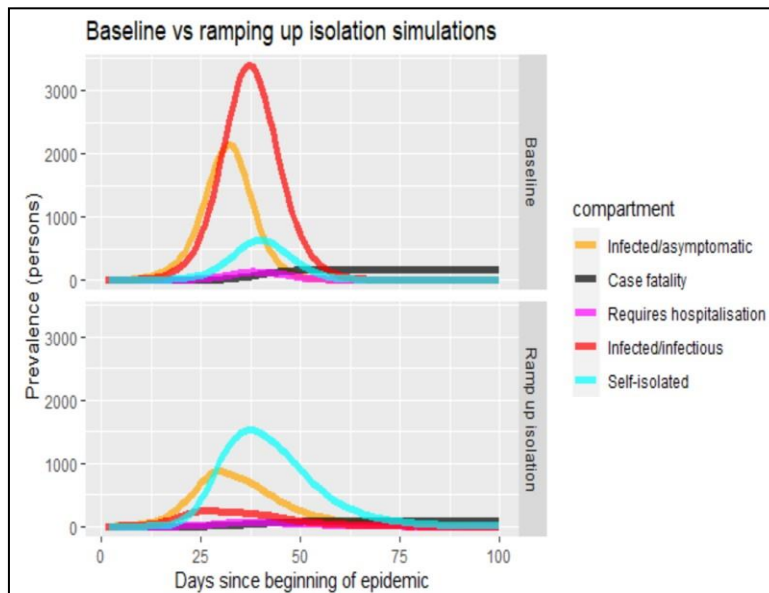 Baseline vs ramping up isolation simulations
3000
2000
1000
0
Baseline
3000
2000
1000
0
Ramp up isolation
Prevalence (persons)
0 25 50 75 100
Days since beginning of epidemic
compartment
Infected/asymptomatic
Case fatality
Requires hospitalisation
Infected/infectious
Self-isolated